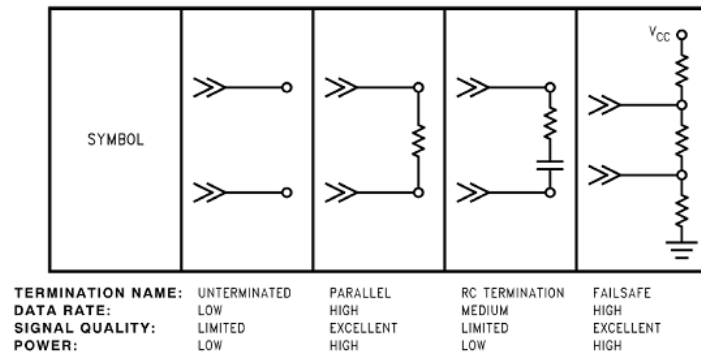 V_CC
SYMBOL
TERMINATION NAME: UNTERMINATED PARALLEL RC TERMINATION FAILSAFE
DATA RATE: LOW HIGH MEDIUM HIGH
SIGNAL QUALITY: LIMITED EXCELLENT LIMITED EXCELLENT
POWER: LOW HIGH LOW HIGH